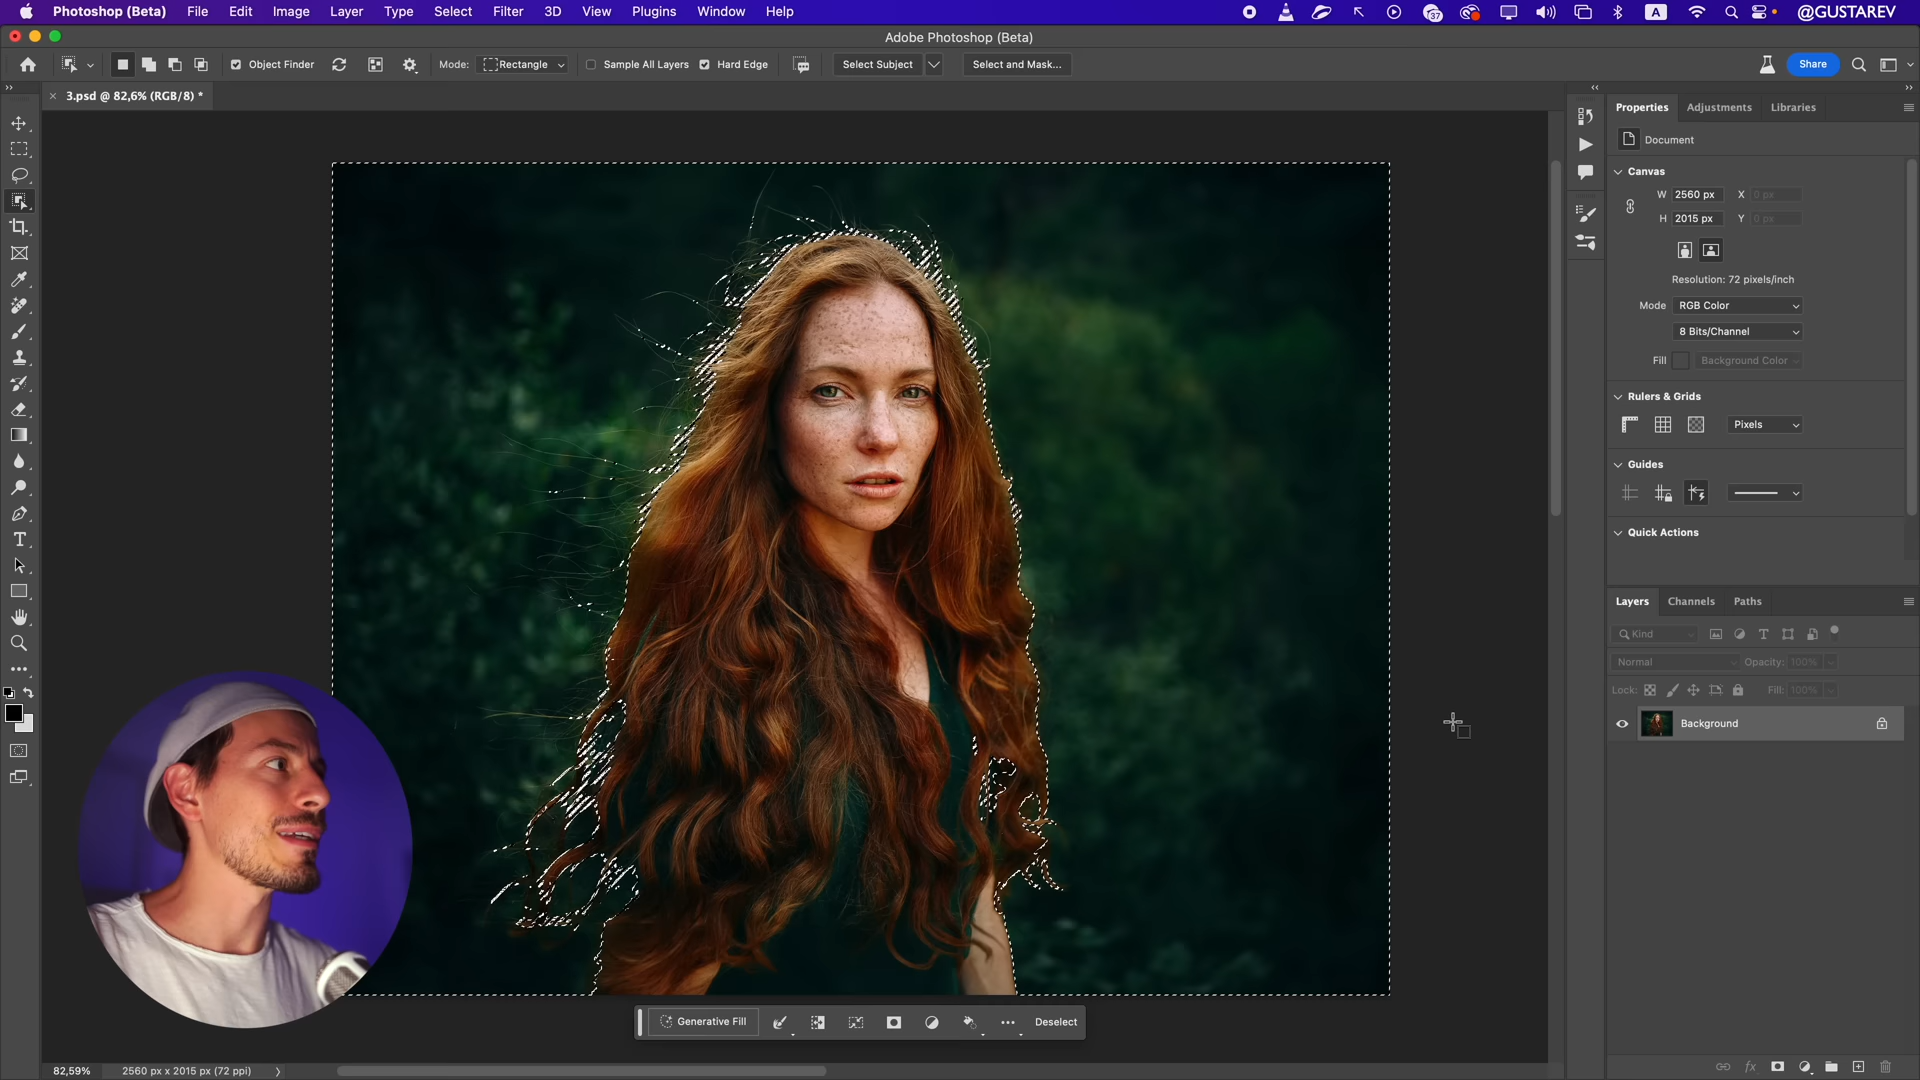 Photoshop (Beta) File Edit Image Layer Type Select Filter 3D View Plugins Window Help 37 A @GUSTAREV
Adobe Photoshop (Beta)
Object Finder Mode: Rectangle Sample All Layers Hard Edge Select Subject Select and Mask... Share
× 3.psd @ 82,6% (RGB/8) *
Properties Adjustments Libraries
Document
Canvas
W 2560 px X 0 px
H 2015 px Y 0 px
Resolution: 72 pixels/inch
Mode RGB Color
8 Bits/Channel
Fill Background Color
Rulers & Grids
Pixels
Guides
Quick Actions
Layers Channels Paths
Kind
Normal Opacity: 100%
Lock: Fill: 100%
Background
Generative Fill Deselect
82,59% 2560 px x 2015 px (72 ppi)